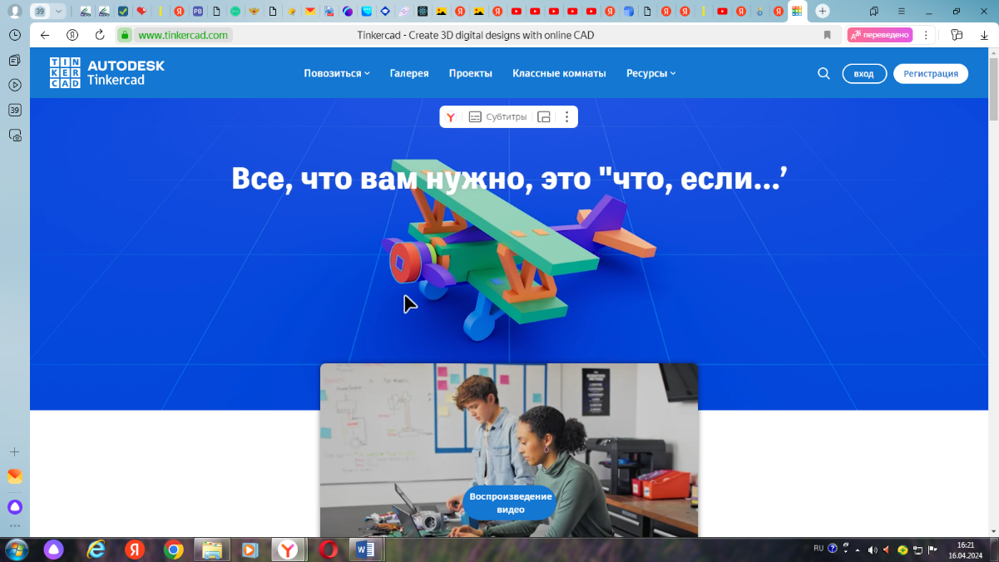 39
PB
www.tinkercad.com
Tinkercad - Create 3D digital designs with online CAD
переведено
39
TIN
KER
CAD
AUTODESK
Tinkercad
Повозиться
Галерея
Проекты
Классные комнаты
Ресурсы
вход
Регистрация
Субтитры
Все, что вам нужно, это "что, если...’
Воспроизведение
видео
RU
16:21
16.04.2024